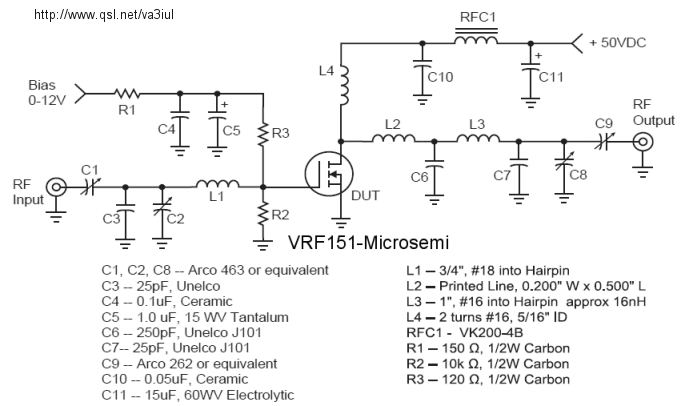 http://www.qsl.net/va3iul
RFC1
+ 50VDC
L4
C10
C11
Bias
0-12V
R1
C4
C5
R3
L2
L3
C9
RF
Output
C6
C7
C8
RF
Input
C1
C3
C2
L1
R2
DUT
VRF151-Microsemi
C1, C2, C8 -- Arco 463 or equivalent
C3 -- 25pF, Unelco
C4 -- 0.1uF, Ceramic
C5 -- 1.0 uF, 15 WV Tantalum
C6 -- 250pF, Unelco J101
C7-- 25pF, Unelco J101
C9 -- Arco 262 or equivalent
C10 -- 0.05uF, Ceramic
C11 -- 15uF, 60WV Electrolytic
L1 -- 3/4", #18 into Hairpin
L2 -- Printed Line, 0.200" W x 0.500" L
L3 -- 1", #16 into Hairpin approx 16nH
L4 -- 2 turns #16, 5/16" ID
RFC1 - VK200-4B
R1 -- 150 Ω, 1/2W Carbon
R2 -- 10k Ω, 1/2W Carbon
R3 -- 120 Ω, 1/2W Carbon